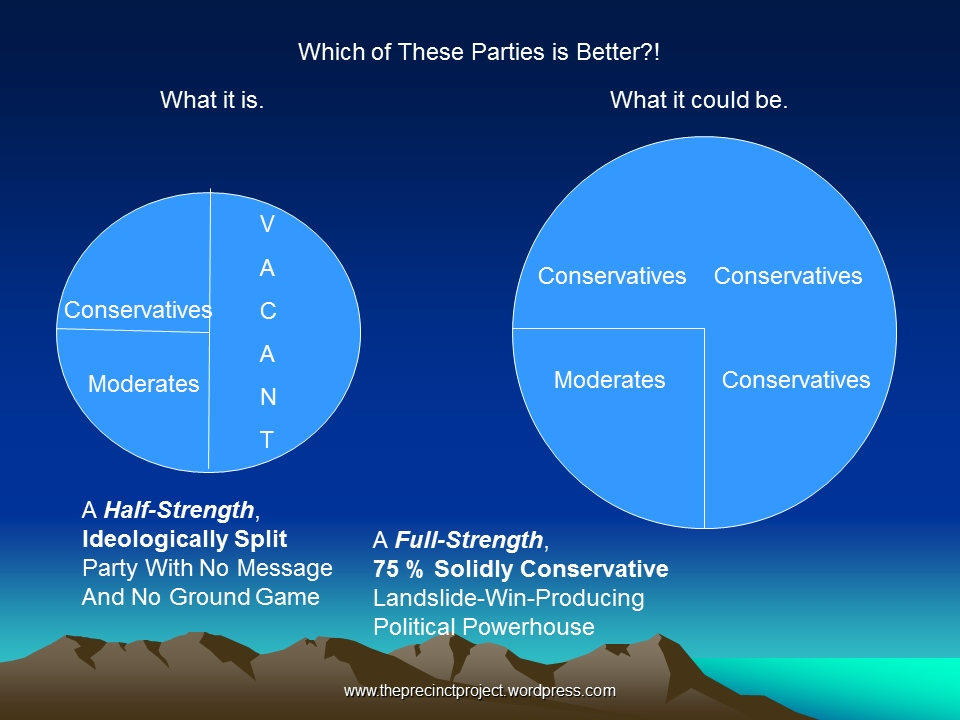 Which of These Parties is Better?!
What it is.
What it could be.
V
A
C
A
N
T
Conservatives
Moderates
Conservatives Conservatives
Moderates
Conservatives
A Half-Strength,
Ideologically Split
Party With No Message
And No Ground Game
A Full-Strength,
75 % Solidly Conservative
Landslide-Win-Producing
Political Powerhouse
www.theprecinctproject.wordpress.com